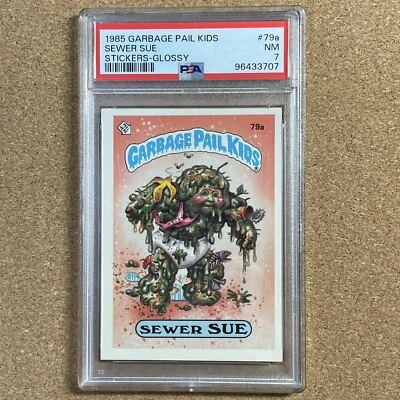 1985 GARBAGE PAIL KIDS #79a
SEWER SUE NM
STICKERS-GLOSSY PSA 7
96433707
79a
GARBAGE PAIL KIDS
SEWER SUE